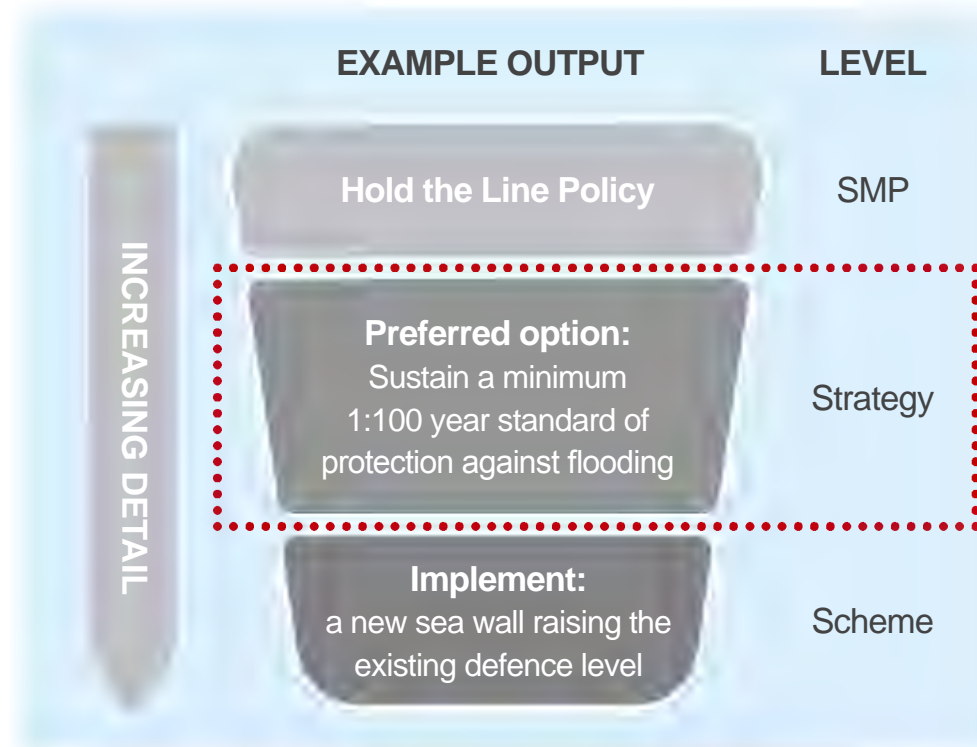 EXAMPLE OUTPUT
LEVEL
INCREASING DETAIL
Hold the Line Policy
SMP
Preferred option:
Sustain a minimum
1:100 year standard of
protection against flooding
Strategy
Implement:
a new sea wall raising the
existing defence level
Scheme